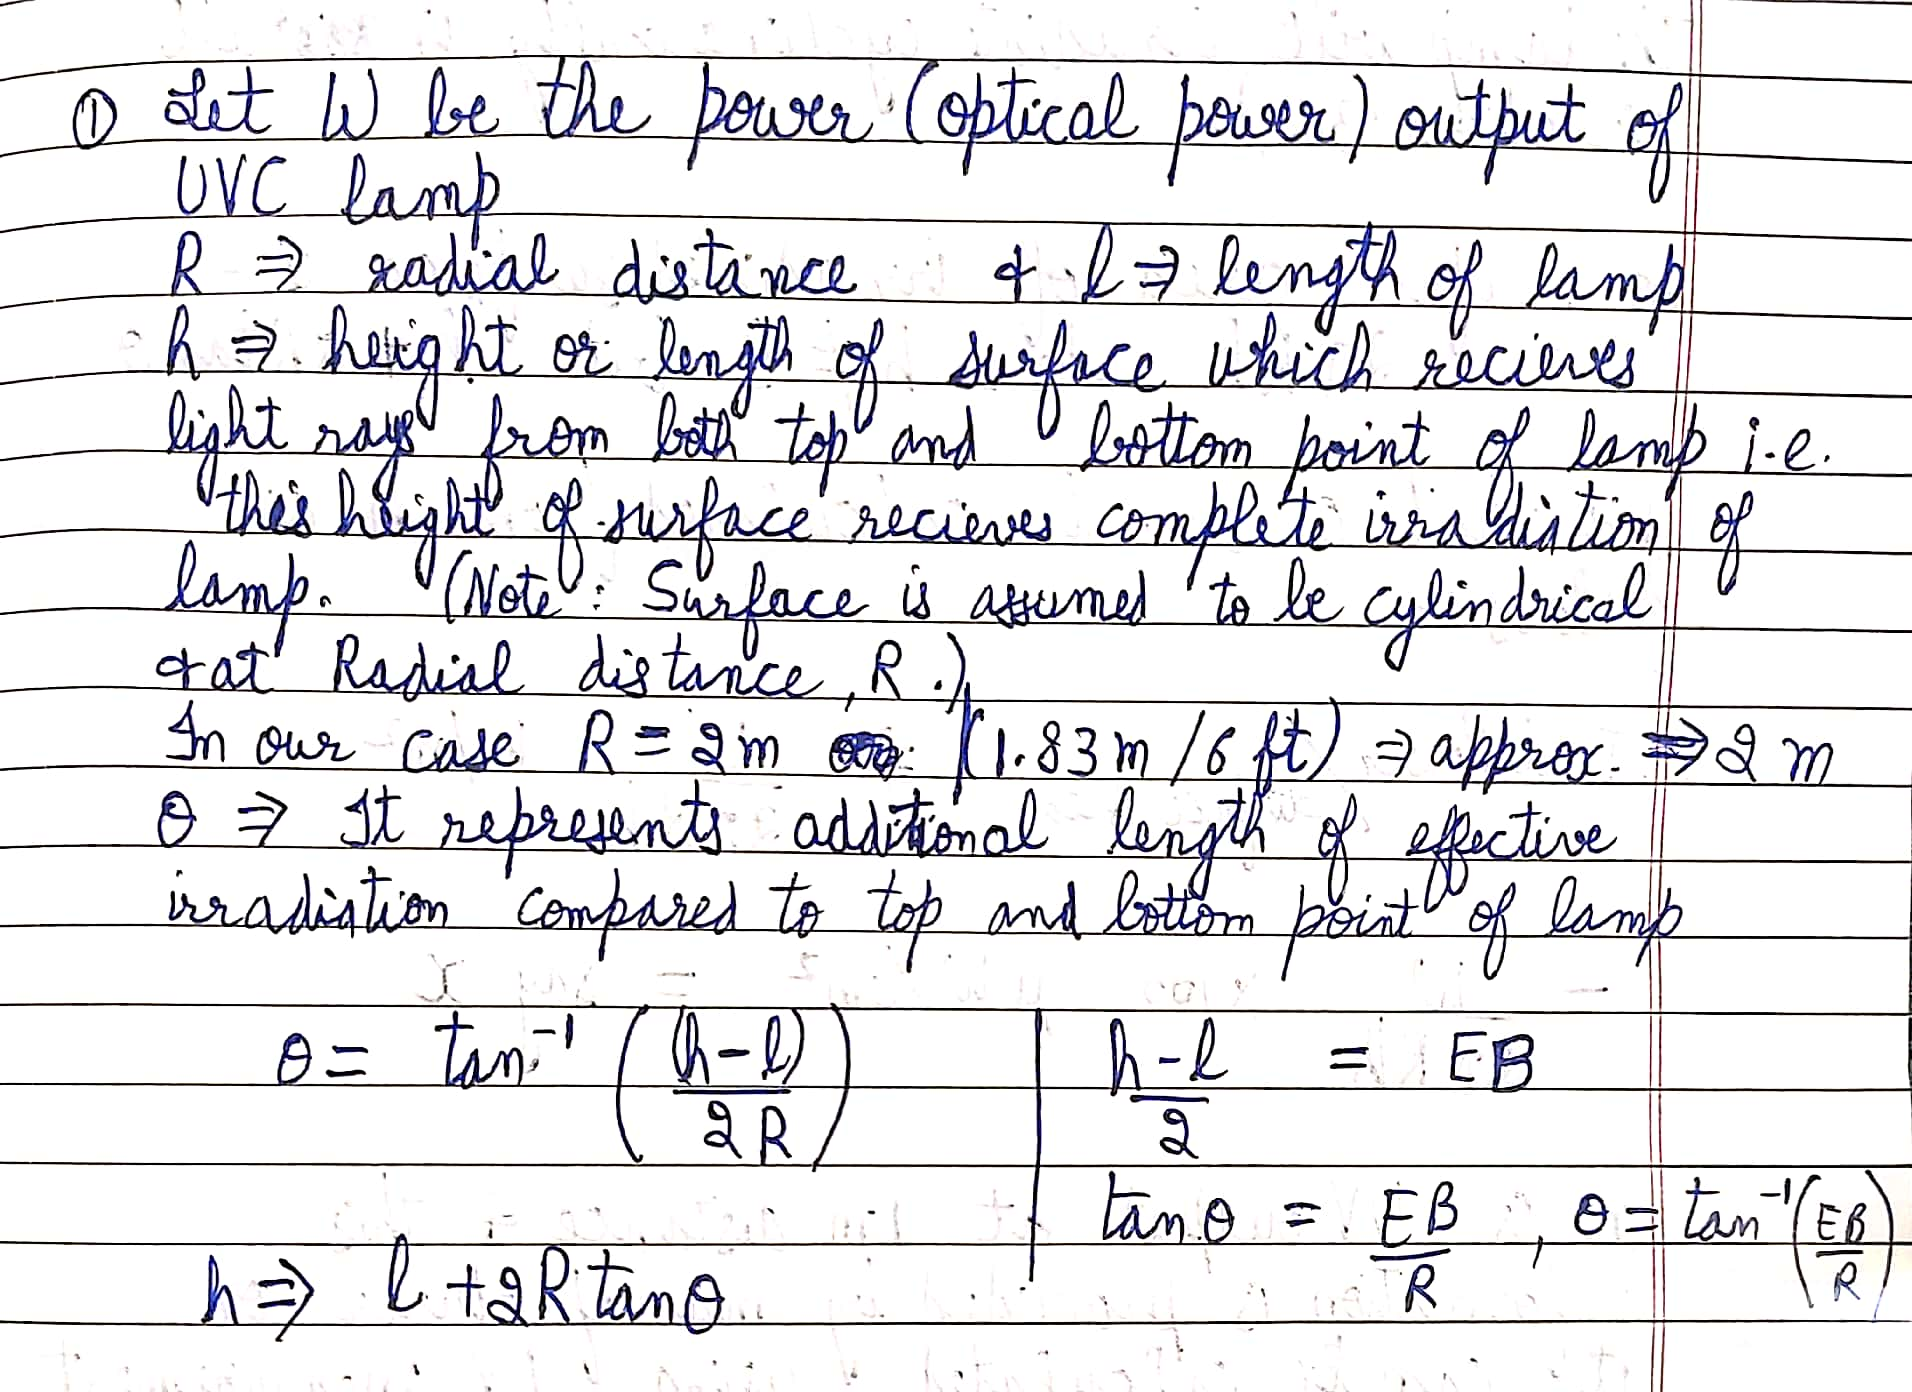 ① Let W be the power (optical power) output of
UVC lamp
R ⇒ radial distance & l ⇒ length of lamp
h ⇒ height or length of surface which recieves
light rays from both top and bottom point of lamp i.e.
this height of surface recieves complete irradiation of
lamp. (Note: Surface is assumed to be cylindrical
& at Radial distance, R.)
In our case R = 2m (1.83m/6 ft) ⇒ approx. ⇒ 2 m
θ ⇒ It represents additional length of effective
irradiation compared to top and bottom point of lamp
θ = tan⁻¹ ((h-l)/2R)
h ⇒ l + 2R tanθ
h-l/2 = EB
tanθ = EB/R , θ = tan⁻¹(EB/R)